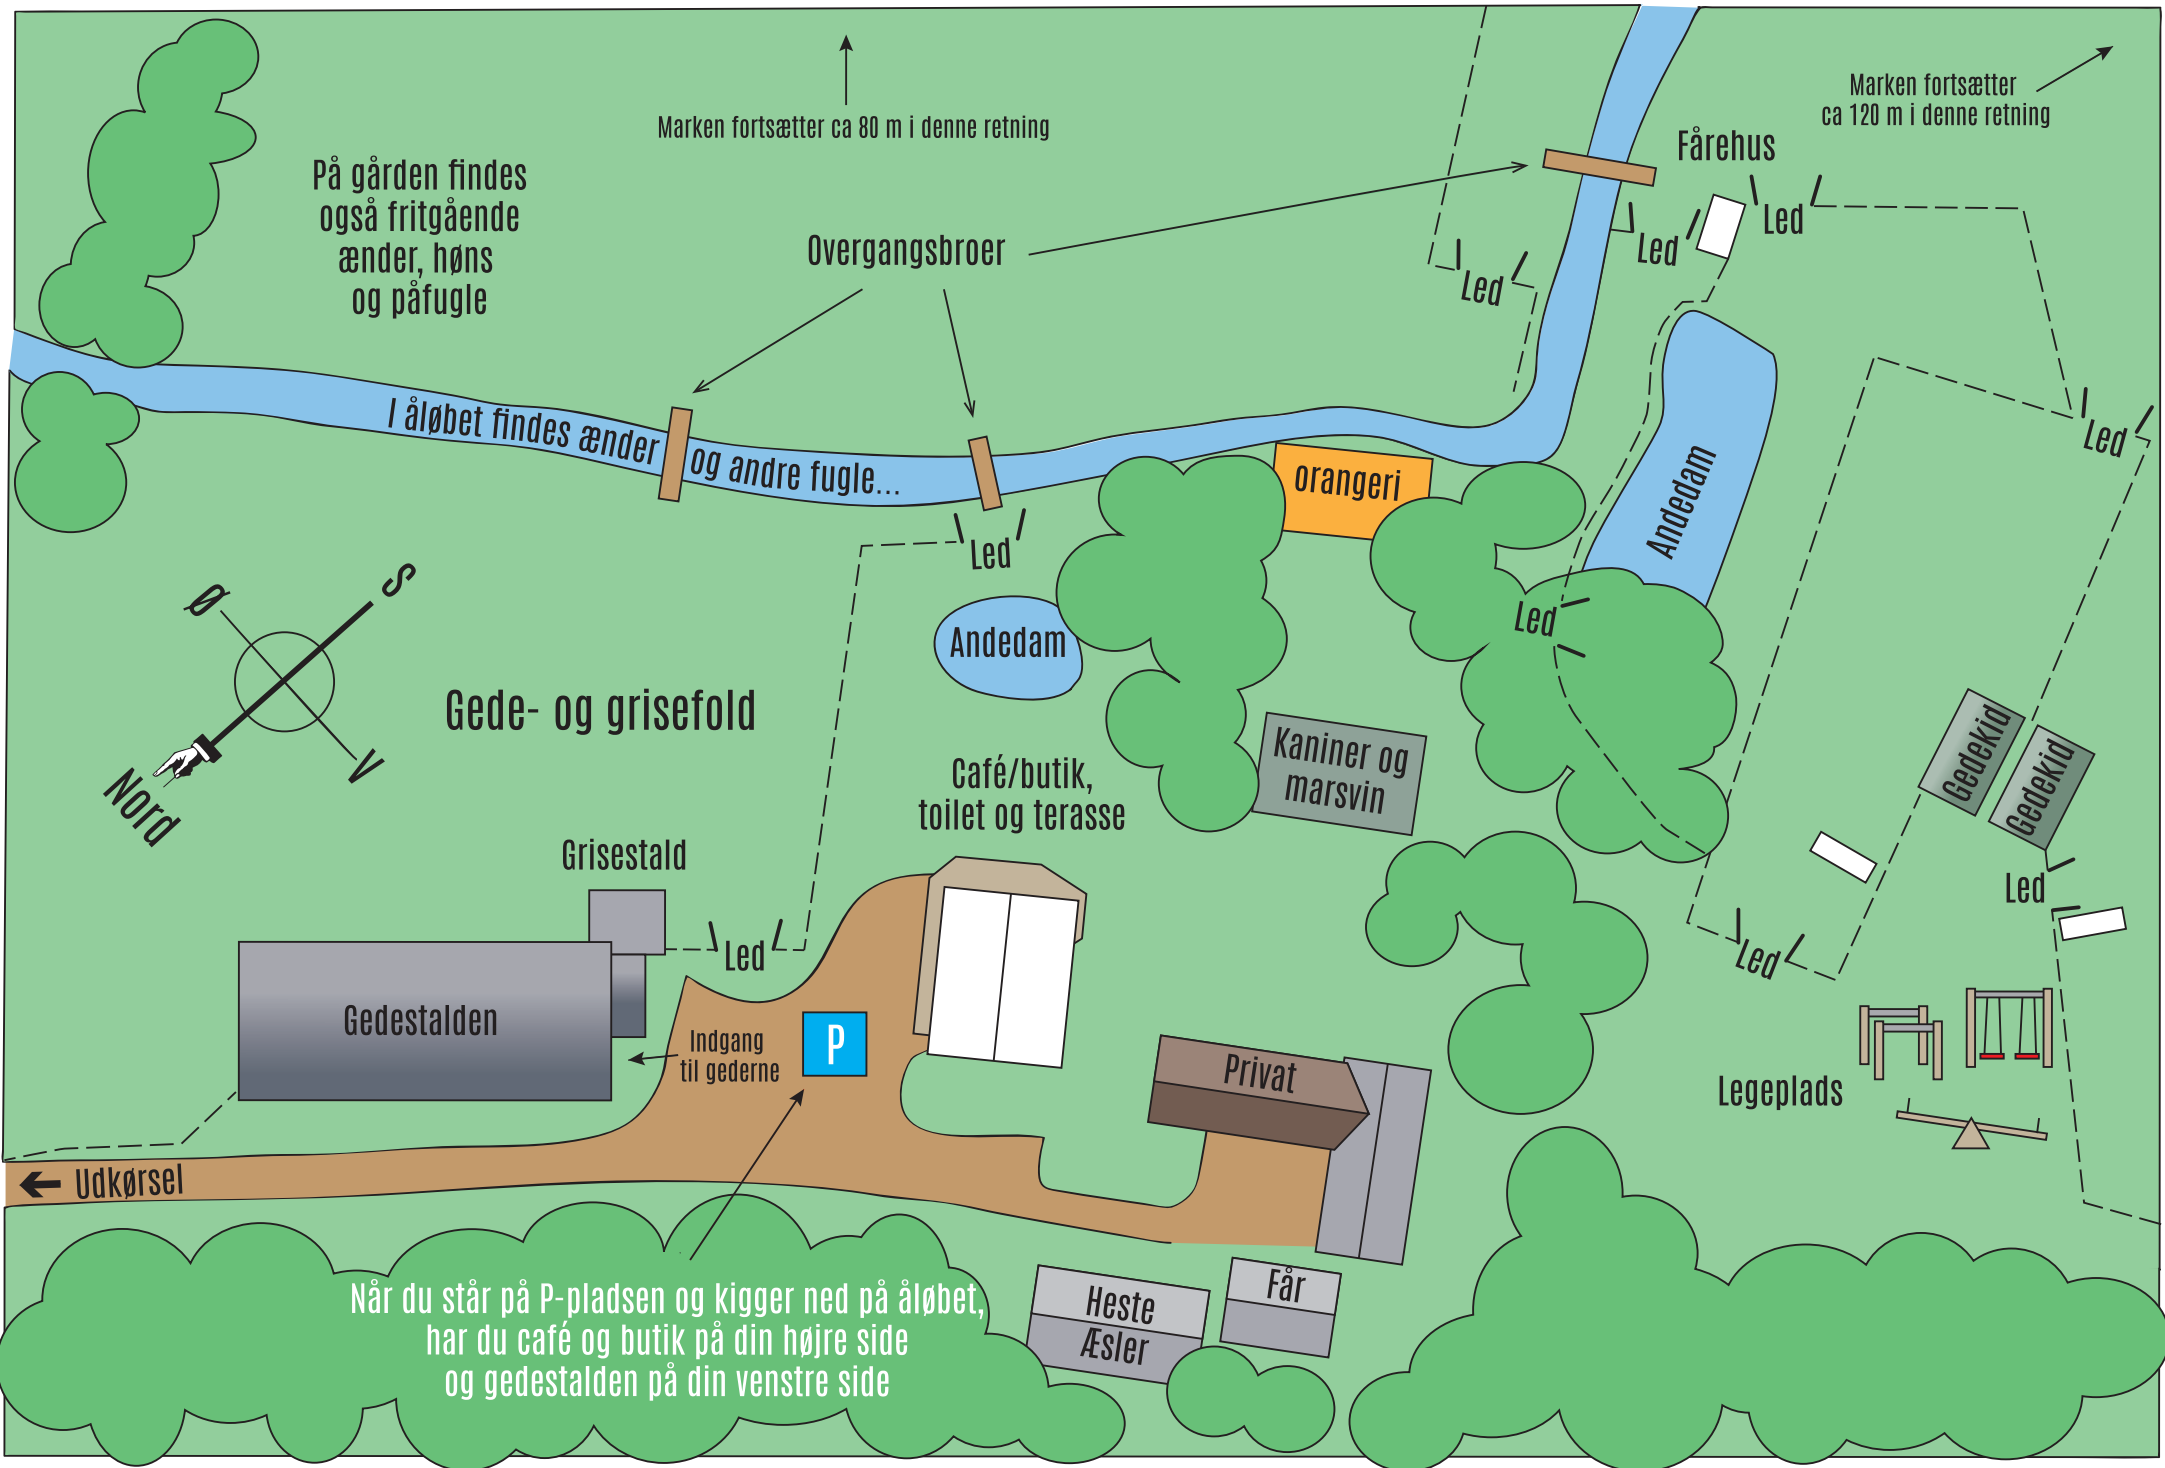 Marken fortsætter ca 80 m i denne retning
Marken fortsætter
ca 120 m i denne retning
Fårehus
På gården findes
også fritgående
ænder, høns
og påfugle
Overgangsbroer
Led
Led
Led
I åløbet findes ænder og andre fugle...
orangeri
Andedam
Led
Led
Led
Andedam
Ø
S
V
Nord
Gede- og grisefold
Kaniner og
marsvin
Gedekid
Gedekid
Café/butik,
toilet og terasse
Grisestald
Led
Led
Led
Gedestalden
Indgang
til gederne
P
Privat
Legeplads
Udkørsel
Når du står på P-pladsen og kigger ned på åløbet,
har du café og butik på din højre side
og gedestalden på din venstre side
Heste
Æsler
Får